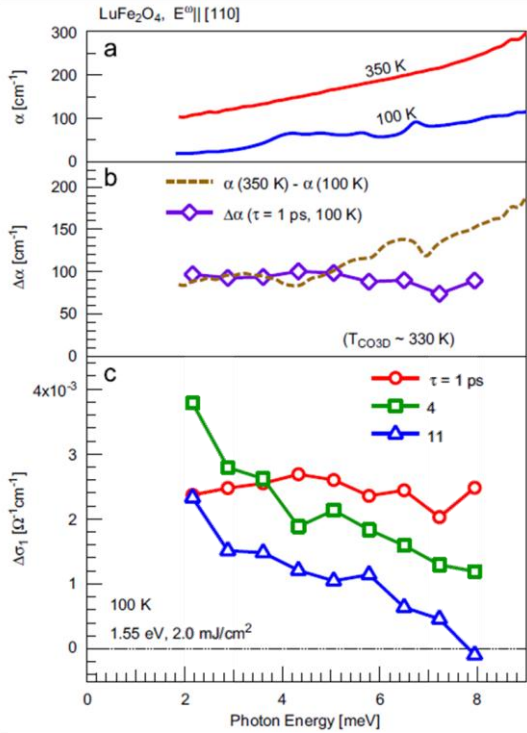 LuFe₂O₄, E^ω|| [110]
300
a
200
350 K
α [cm⁻¹]
100
100 K
0
b
200
α (350 K) - α (100 K)
150
Δα (τ = 1 ps, 100 K)
Δα [cm⁻¹]
100
50
(T_CO3D ~ 330 K)
0
c
4x10⁻³
τ = 1 ps
4
11
3
2
Δσ₁ [Ω⁻¹cm⁻¹]
1
100 K
1.55 eV, 2.0 mJ/cm²
0
0 2 4 6 8
Photon Energy [meV]